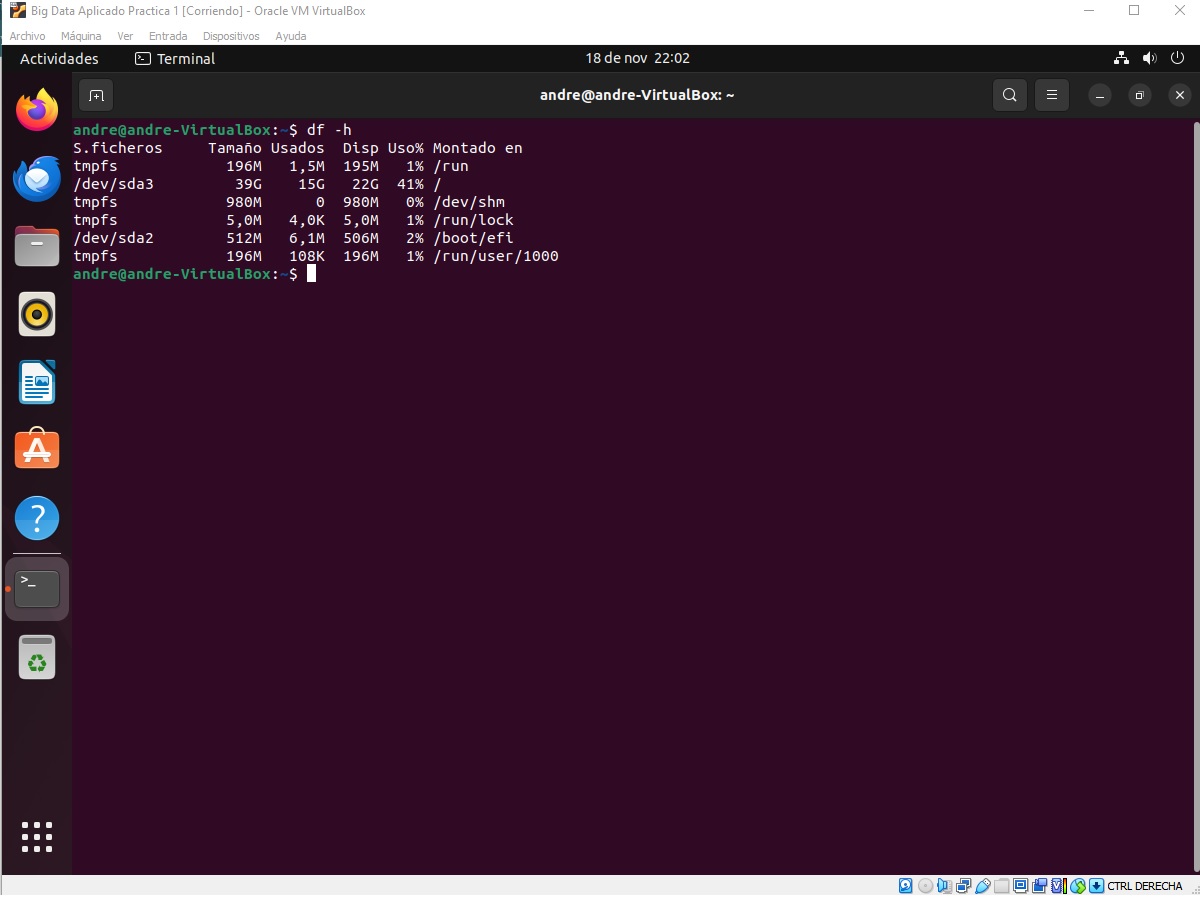 Big Data Aplicado Practica 1 [Corriendo] - Oracle VM VirtualBox
Archivo Máquina Ver Entrada Dispositivos Ayuda
Actividades Terminal 18 de nov 22:02
andre@andre-VirtualBox: ~
andre@andre-VirtualBox:~$ df -h
S.ficheros Tamaño Usados Disp Uso% Montado en
tmpfs 196M 1,5M 195M 1% /run
/dev/sda3 39G 15G 22G 41% /
tmpfs 980M 0 980M 0% /dev/shm
tmpfs 5,0M 4,0K 5,0M 1% /run/lock
/dev/sda2 512M 6,1M 506M 2% /boot/efi
tmpfs 196M 108K 196M 1% /run/user/1000
andre@andre-VirtualBox:~$
CTRL DERECHA